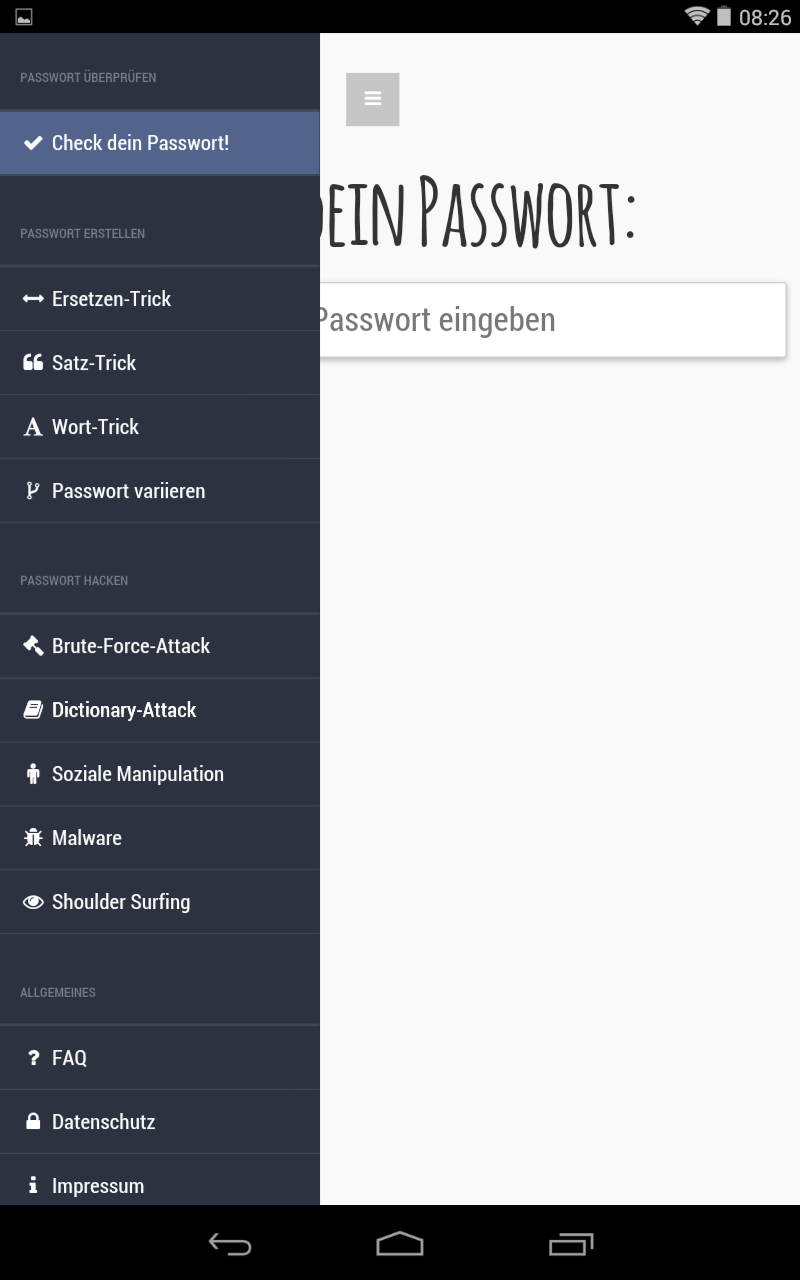 08:26
PASSWORT ÜBERPRÜFEN
Check dein Passwort!
PASSWORT ERSTELLEN
Ersetzen-Trick
Satz-Trick
Wort-Trick
Passwort variieren
PASSWORT HACKEN
Brute-Force-Attack
Dictionary-Attack
Soziale Manipulation
Malware
Shoulder Surfing
ALLGEMEINES
FAQ
Datenschutz
Impressum
DEIN PASSWORT:
Passwort eingeben